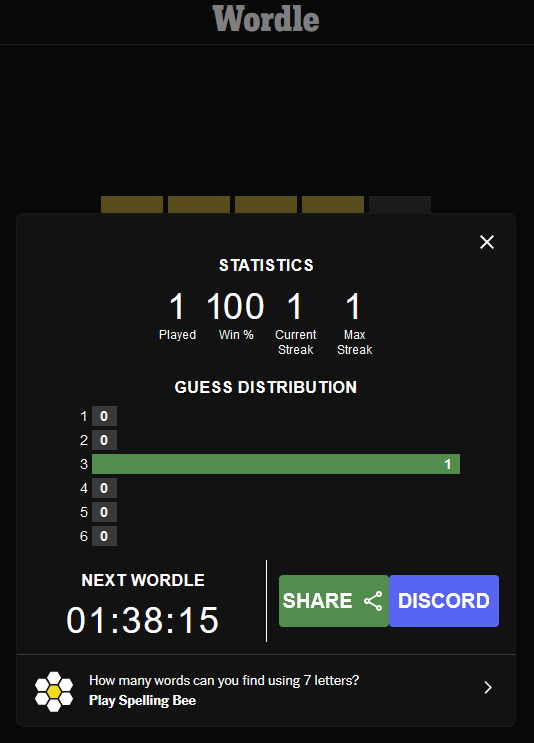 Wordle
STATISTICS
1 100 1 1
Played Win % Current Max
Streak Streak
GUESS DISTRIBUTION
1 0
2 0
3 1
4 0
5 0
6 0
NEXT WORDLE
01:38:15
SHARE DISCORD
How many words can you find using 7 letters?
Play Spelling Bee